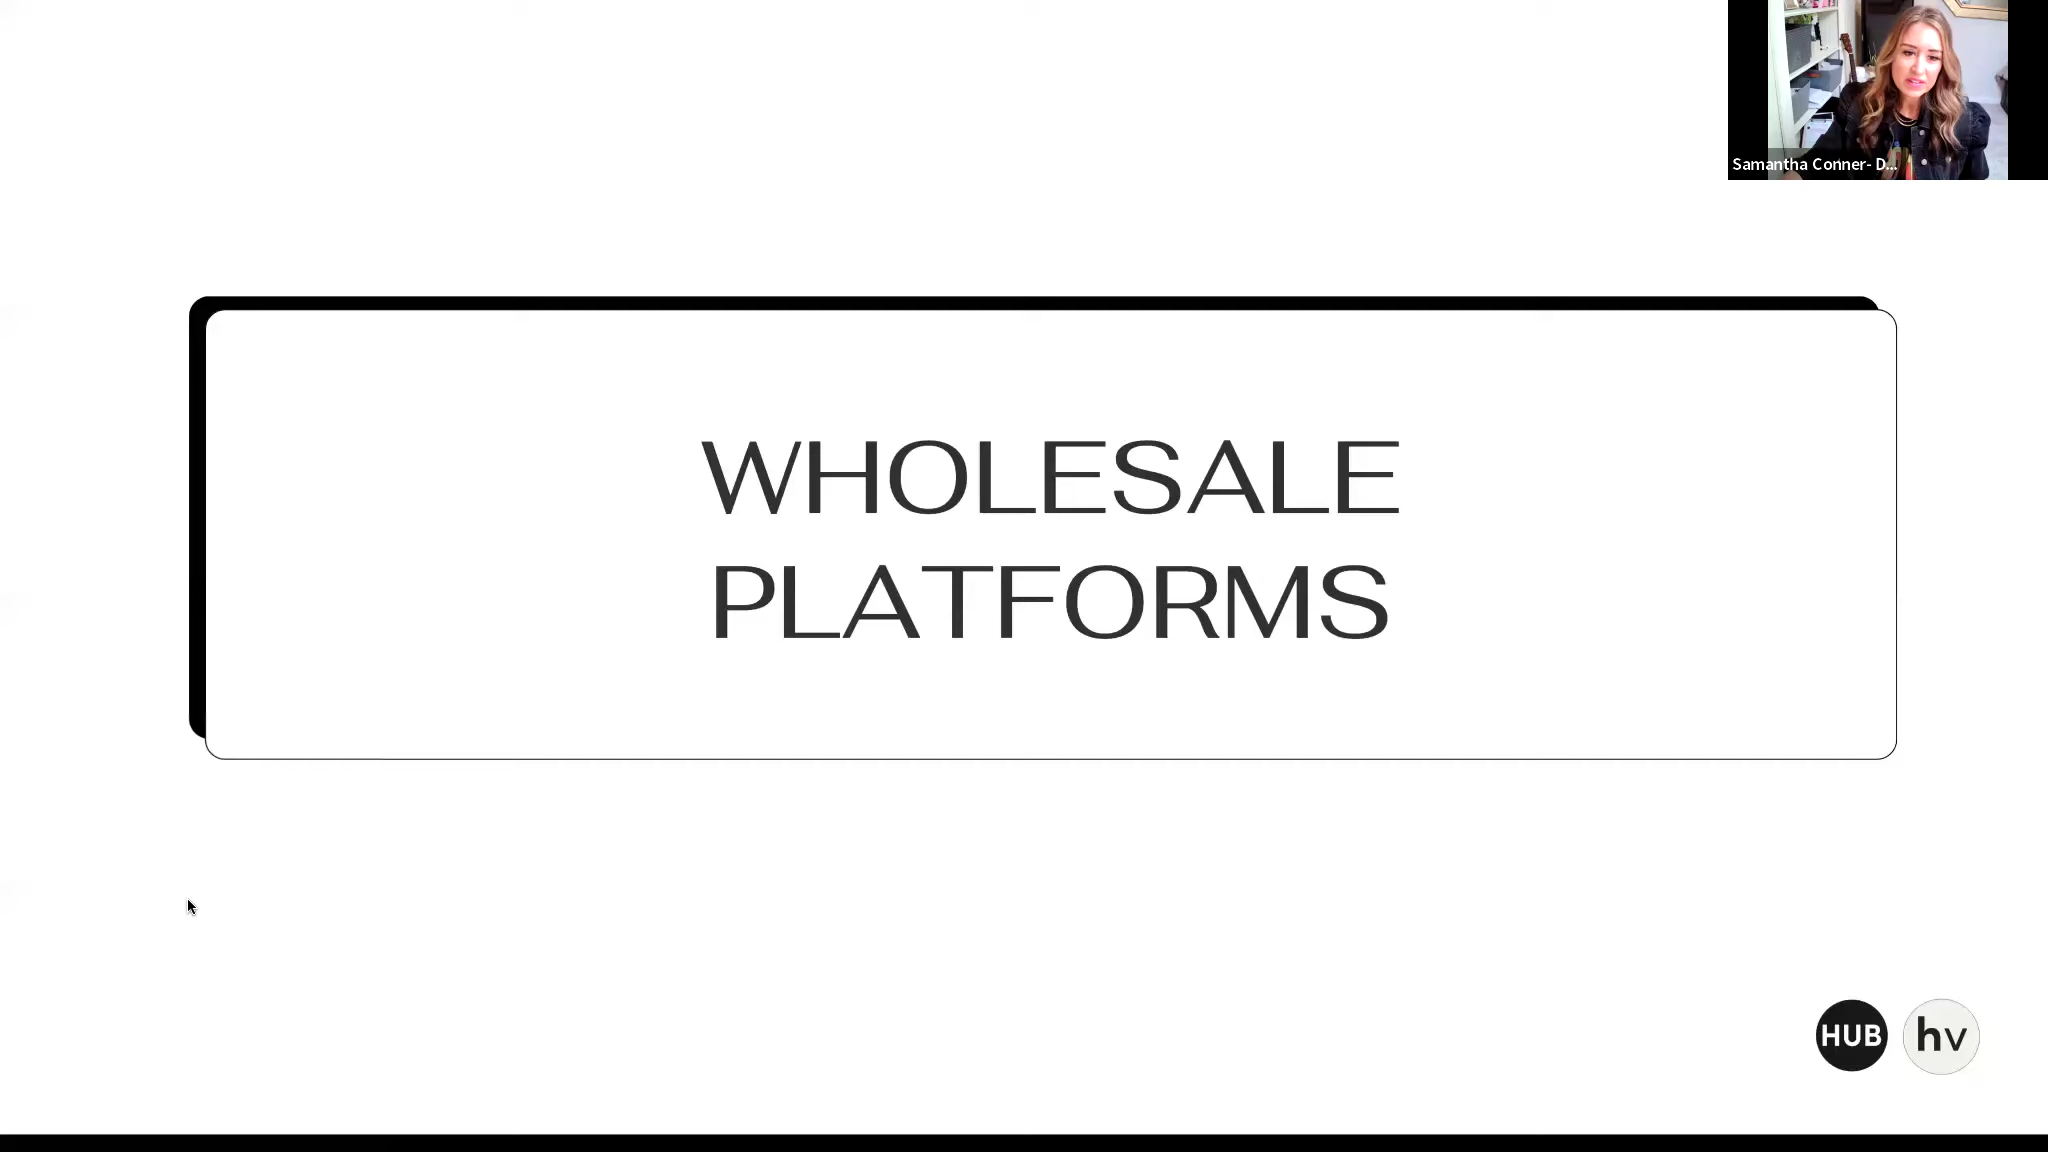 Samantha Conner- D...
WHOLESALE
PLATFORMS
HUB
hv